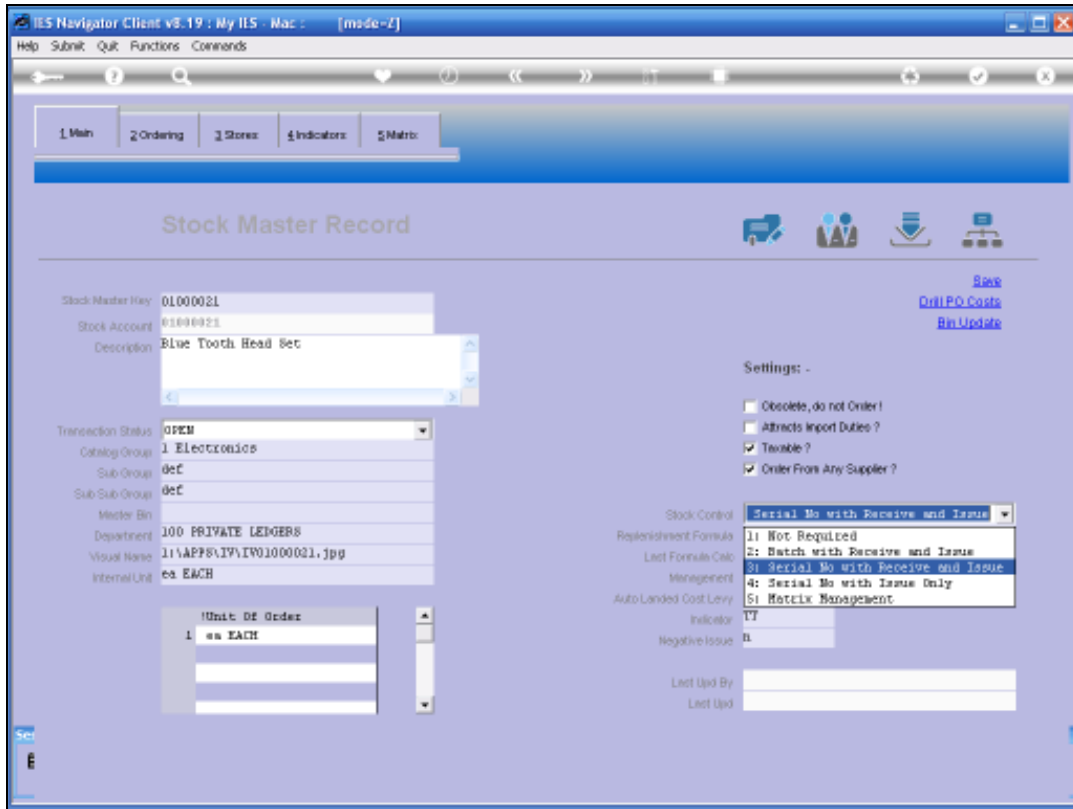 IES Navigator Client v8.19 : My IES - Mac : [mode=Z]
Help Submit Quit Functions Commands
1 Main 2 Ordering 3 Stores 4 Indicators 5 Matrix
Stock Master Record
Save
Drill PO Costs
Bin Update
Stock Master Key 01000021
Stock Account 01000021
Description Blue Tooth Head Set
Settings: -
Obsolete, do not Order !
Attracts Import Duties ?
Taxable ?
Order From Any Supplier ?
Transaction Status OPEN
Catalog Group 1 Electronics
Sub Group def
Sub Sub Group def
Master Bin
Department 100 PRIVATE LEDGERS
Visual Name 1:\APPS\IV\IV01000021.jpg
Internal Unit ea EACH
Stock Control Serial No with Receive and Issue
Replenishment Formula 1: Not Required
Last Formula Calc 2: Batch with Receive and Issue
3: Serial No with Receive and Issue
Management 4: Serial No with Issue Only
Auto Landed Cost Levy 5: Matrix Management
Indicator TT
Negative Issue n
!Unit Of Order
1 ea EACH
Last Upd By
Last Upd